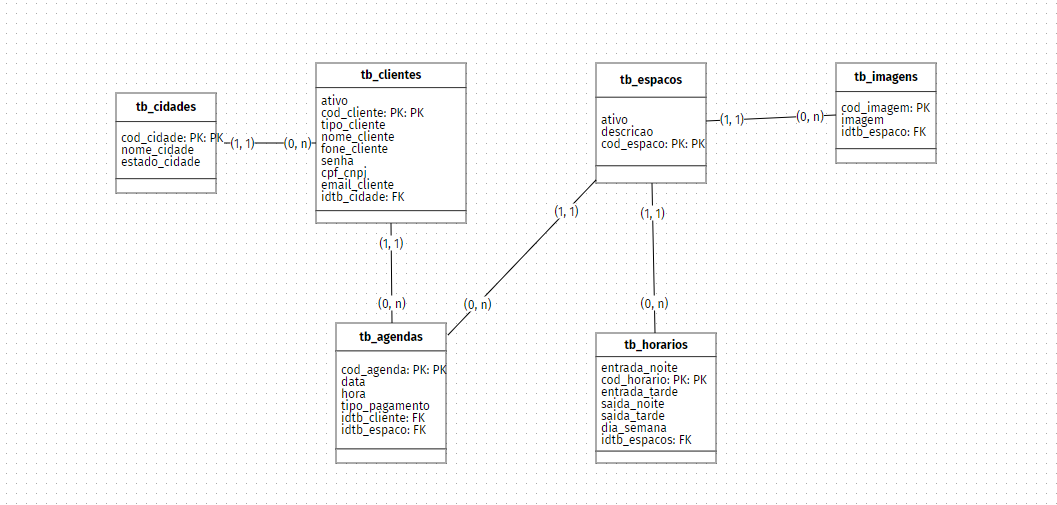 tb_cidades
cod_cidade: PK: PK
nome_cidade
estado_cidade
(1, 1)
(0, n)
tb_clientes
ativo
cod_cliente: PK: PK
tipo_cliente
nome_cliente
fone_cliente
senha
cpf_cnpj
email_cliente
idtb_cidade: FK
tb_espacos
ativo
descricao
cod_espaco: PK: PK
(1, 1)
(0, n)
tb_imagens
cod_imagem: PK
imagem
idtb_espaco: FK
(1, 1)
(0, n)
(1, 1)
(0, n)
(1, 1)
(0, n)
tb_agendas
cod_agenda: PK: PK
data
hora
tipo_pagamento
idtb_cliente: FK
idtb_espaco: FK
tb_horarios
entrada_noite
cod_horario: PK: PK
entrada_tarde
saida_noite
saida_tarde
dia_semana
idtb_espacos: FK